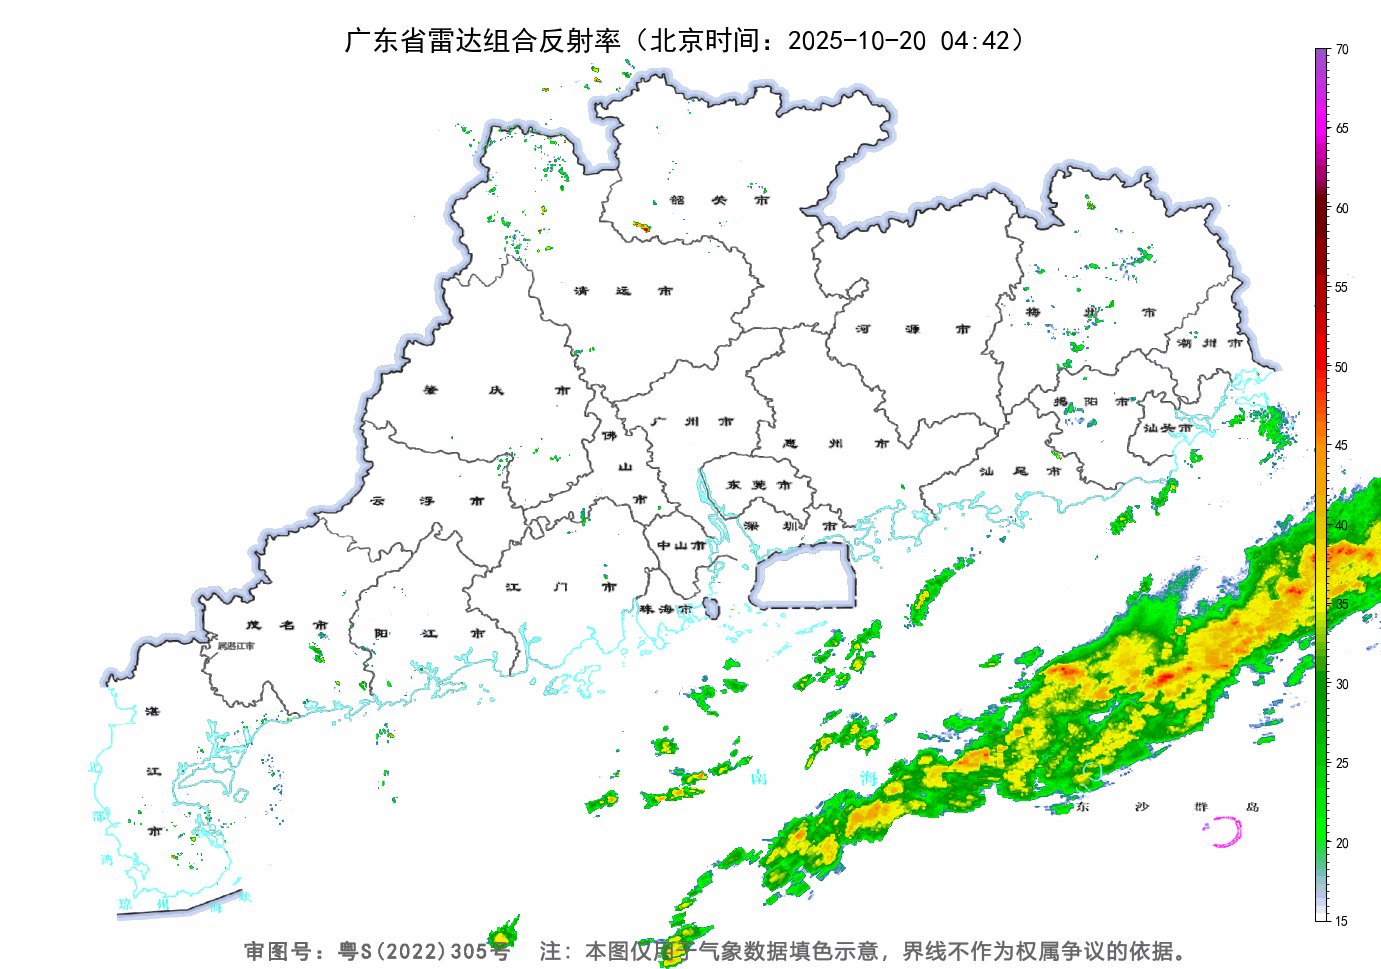 广东省雷达组合反射率（北京时间：2025-10-20 04:42）
70
65
60
55
50
45
40
35
30
25
20
15
韶关市
清远市
河源市
梅州市
潮州市
肇庆市
广州市
佛山市
惠州市
揭阳市
汕头市
汕尾市
云浮市
东莞市
深圳市
中山市
江门市
珠海市
茂名市
属湛江市
阳江市
湛江市
北部湾
琼州海峡
南海
东沙群岛
审图号：粤S(2022)305号 注：本图仅用于气象数据填色示意，界线不作为权属争议的依据。